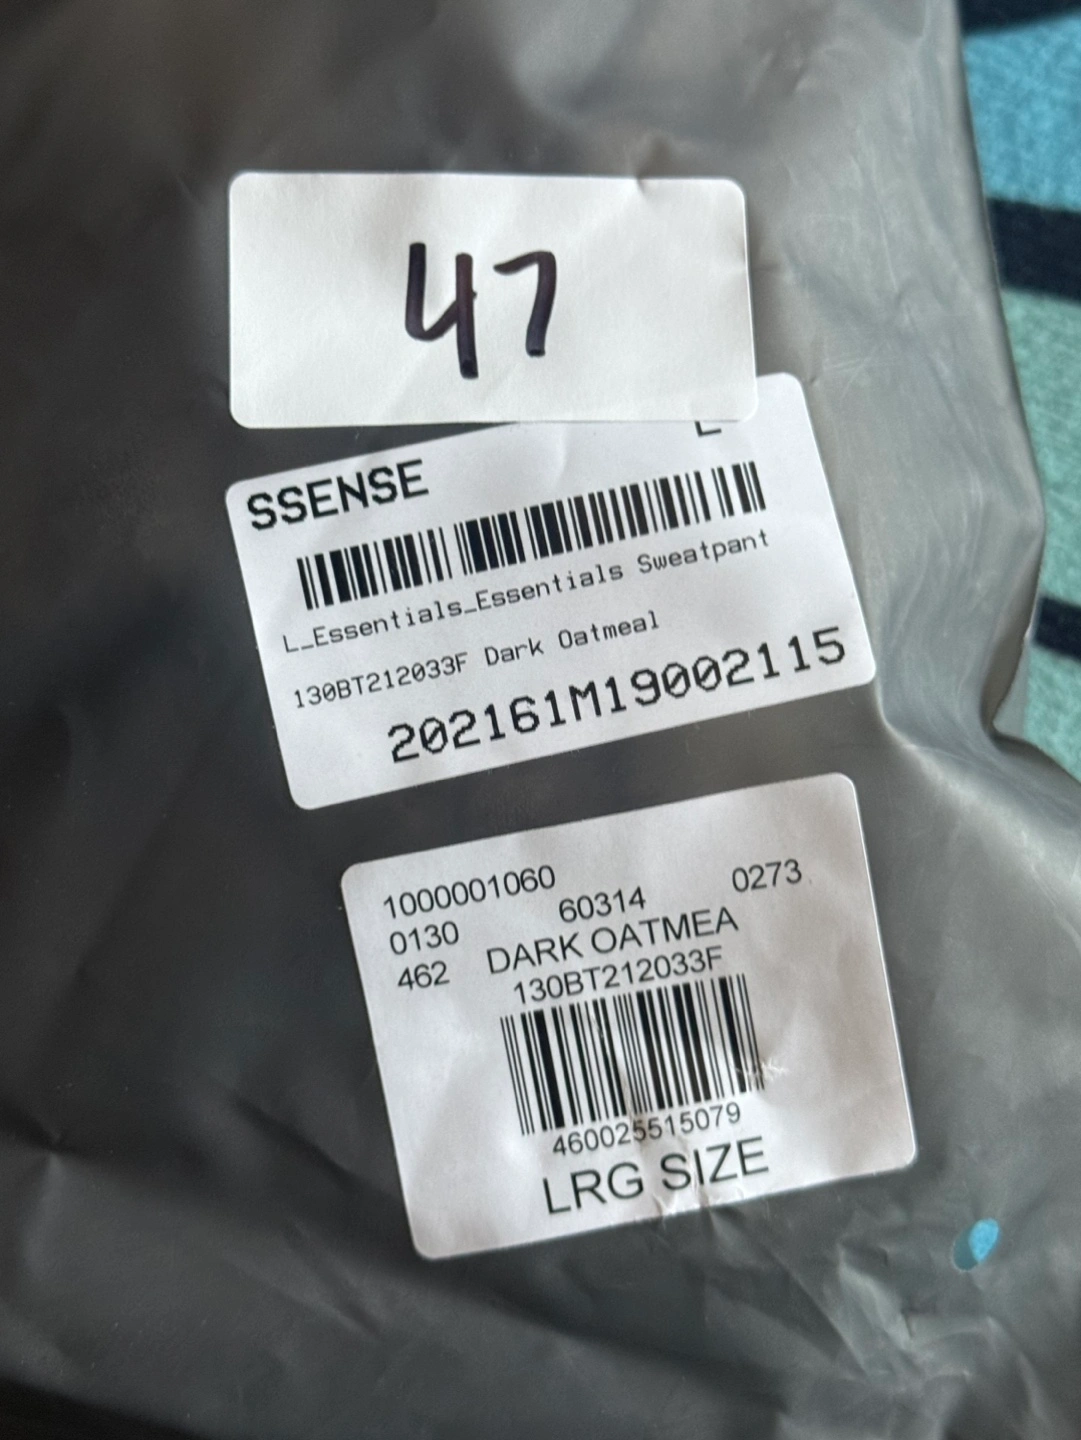 47
L
SSENSE
L_Essentials_Essentials Sweatpant
130BT212033F Dark Oatmeal
202161M19002115
1000001060
0130 60314 0273
462 DARK OATMEA
130BT212033F
460025515079
LRG SIZE